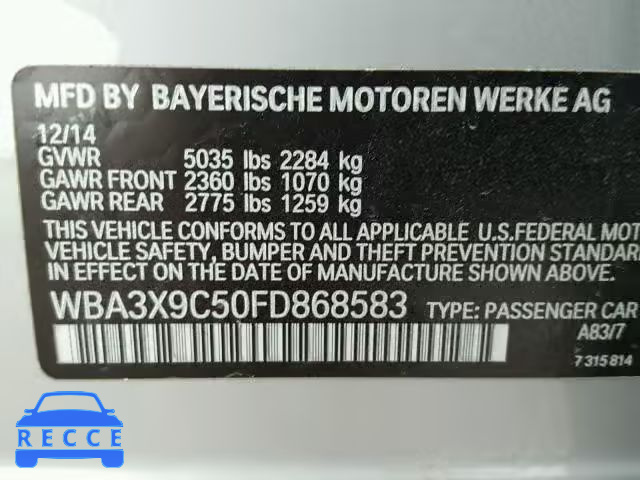 MFD BY BAYERISCHE MOTOREN WERKE AG
12/14
GVWR 5035 lbs 2284 kg
GAWR FRONT 2360 lbs 1070 kg
GAWR REAR 2775 lbs 1259 kg
THIS VEHICLE CONFORMS TO ALL APPLICABLE U.S.FEDERAL MOT
VEHICLE SAFETY, BUMPER AND THEFT PREVENTION STANDARD
IN EFFECT ON THE DATE OF MANUFACTURE SHOWN ABOVE.
WBA3X9C50FD868583 TYPE: PASSENGER CAR
A83/7
7 315 814
RECCE